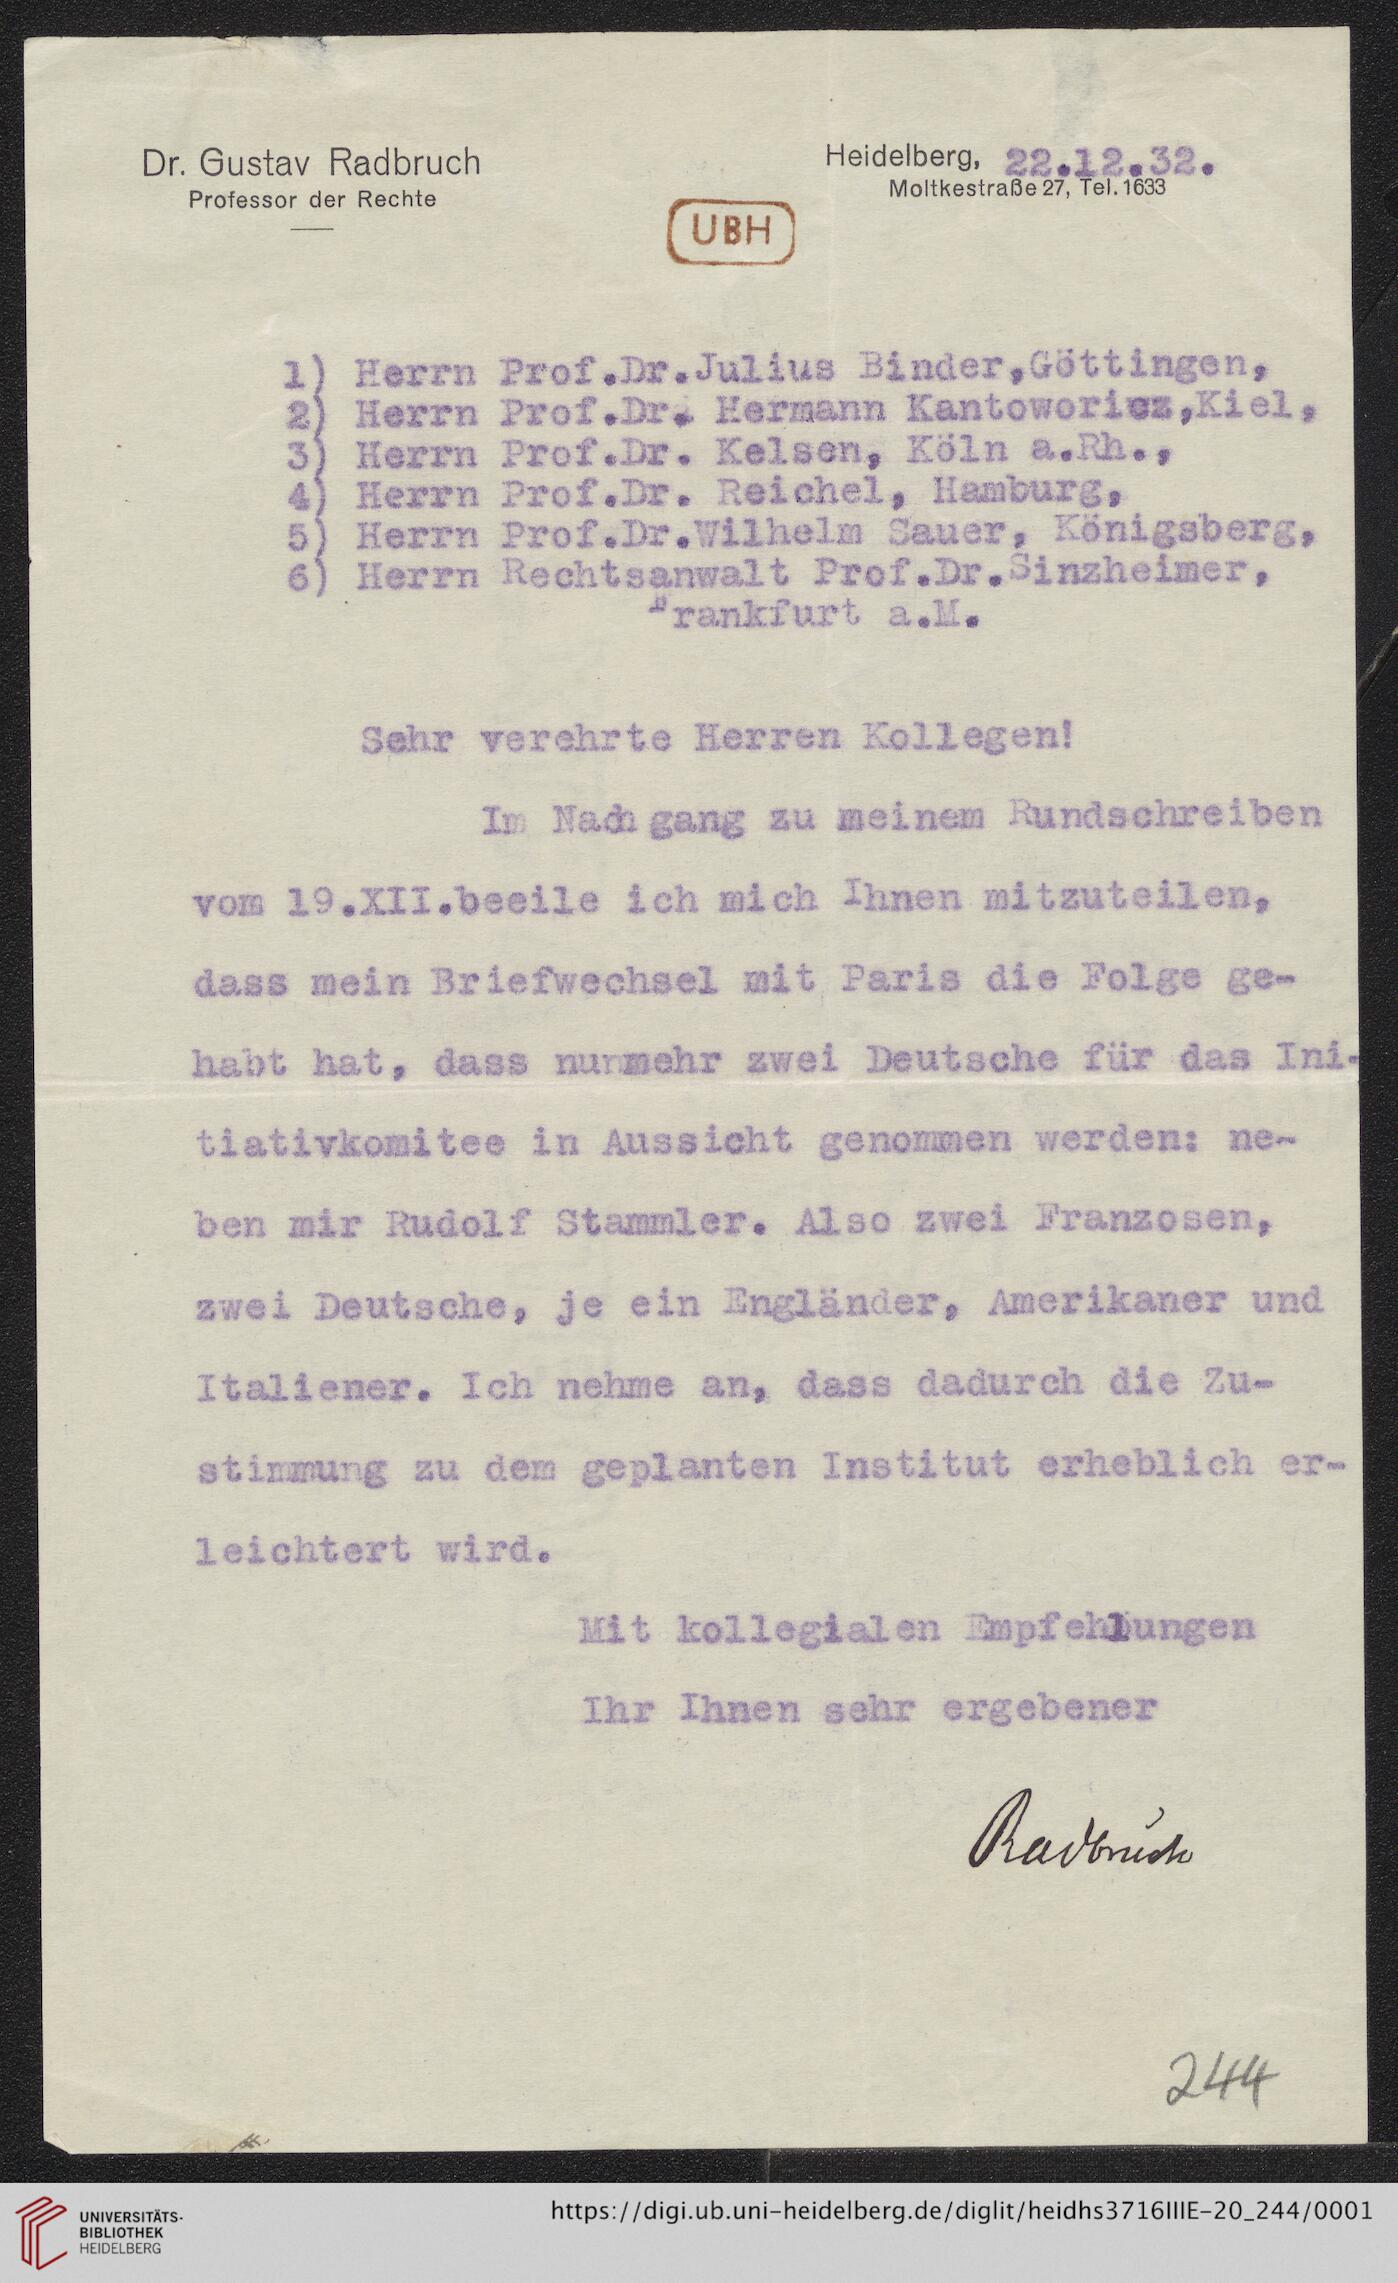 Dr. Gustav Radbruch
Professor der Rechte
Heidelberg, 22.12.32.
Moltkestraße 27, Tel. 1633
UBH
1) Herrn Prof.Dr.Julius Binder,Göttingen,
2) Herrn Prof.Dr. Hermann Kantoworicz,Kiel,
3) Herrn Prof.Dr. Kelsen, Köln a.Rh.,
4) Herrn Prof.Dr. Reichel, Hamburg,
5) Herrn Prof.Dr.Wilhelm Sauer, Königsberg,
6) Herrn Rechtsanwalt Prof.Dr.Sinzheimer,
Frankfurt a.M.
Sehr verehrte Herren Kollegen!
Im Nachgang zu meinem Rundschreiben
vom 19.XII.beeile ich mich Ihnen mitzuteilen,
dass mein Briefwechsel mit Paris die Folge ge-
habt hat, dass nunmehr zwei Deutsche für das Ini-
tiativkomitee in Aussicht genommen werden: ne-
ben mir Rudolf Stammler. Also zwei Franzosen,
zwei Deutsche, je ein Engländer, Amerikaner und
Italiener. Ich nehme an, dass dadurch die Zu-
stimmung zu dem geplanten Institut erheblich er-
leichtert wird.
Mit kollegialen Empfehlungen
Ihr Ihnen sehr ergebener
Radbruch
244
UNIVERSITÄTS-
BIBLIOTHEK
HEIDELBERG
https://digi.ub.uni-heidelberg.de/diglit/heidhs3716IIIE-20_244/0001